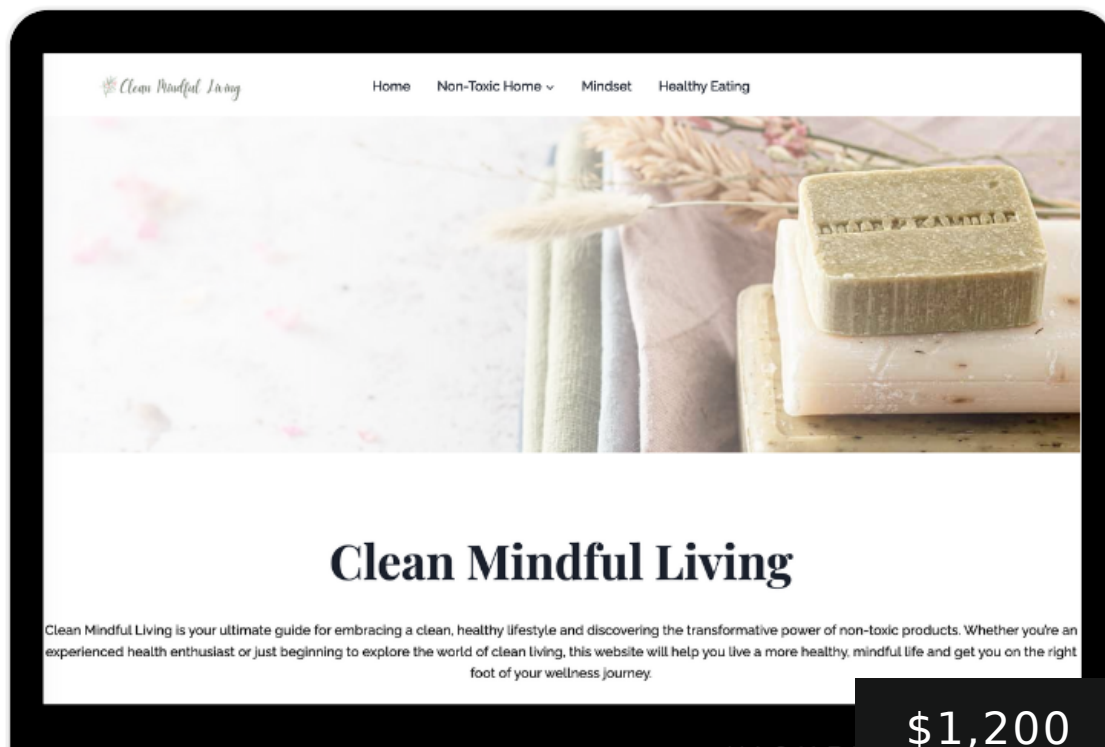 Clean Mindful Living
Home Non-Toxic Home Mindset Healthy Eating
DILLE & KAMILLE
Clean Mindful Living
Clean Mindful Living is your ultimate guide for embracing a clean, healthy lifestyle and discovering the transformative power of non-toxic products. Whether you're an
experienced health enthusiast or just beginning to explore the world of clean living, this website will help you live a more healthy, mindful life and get you on the right
foot of your wellness journey.
$1,200